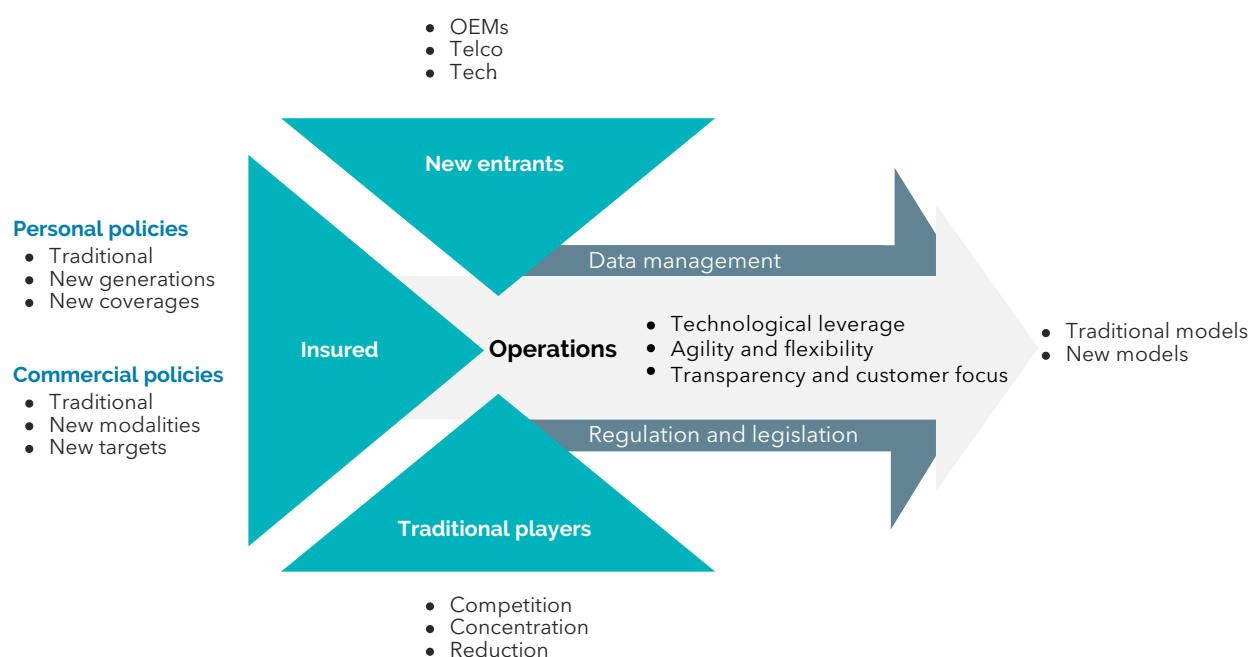 • OEMs
• Telco
• Tech
New entrants
Personal policies
• Traditional
• New generations
• New coverages
Commercial policies
• Traditional
• New modalities
• New targets
Insured
Data management
Operations
• Technological leverage
• Agility and flexibility
• Transparency and customer focus
Regulation and legislation
• Traditional models
• New models
Traditional players
• Competition
• Concentration
• Reduction